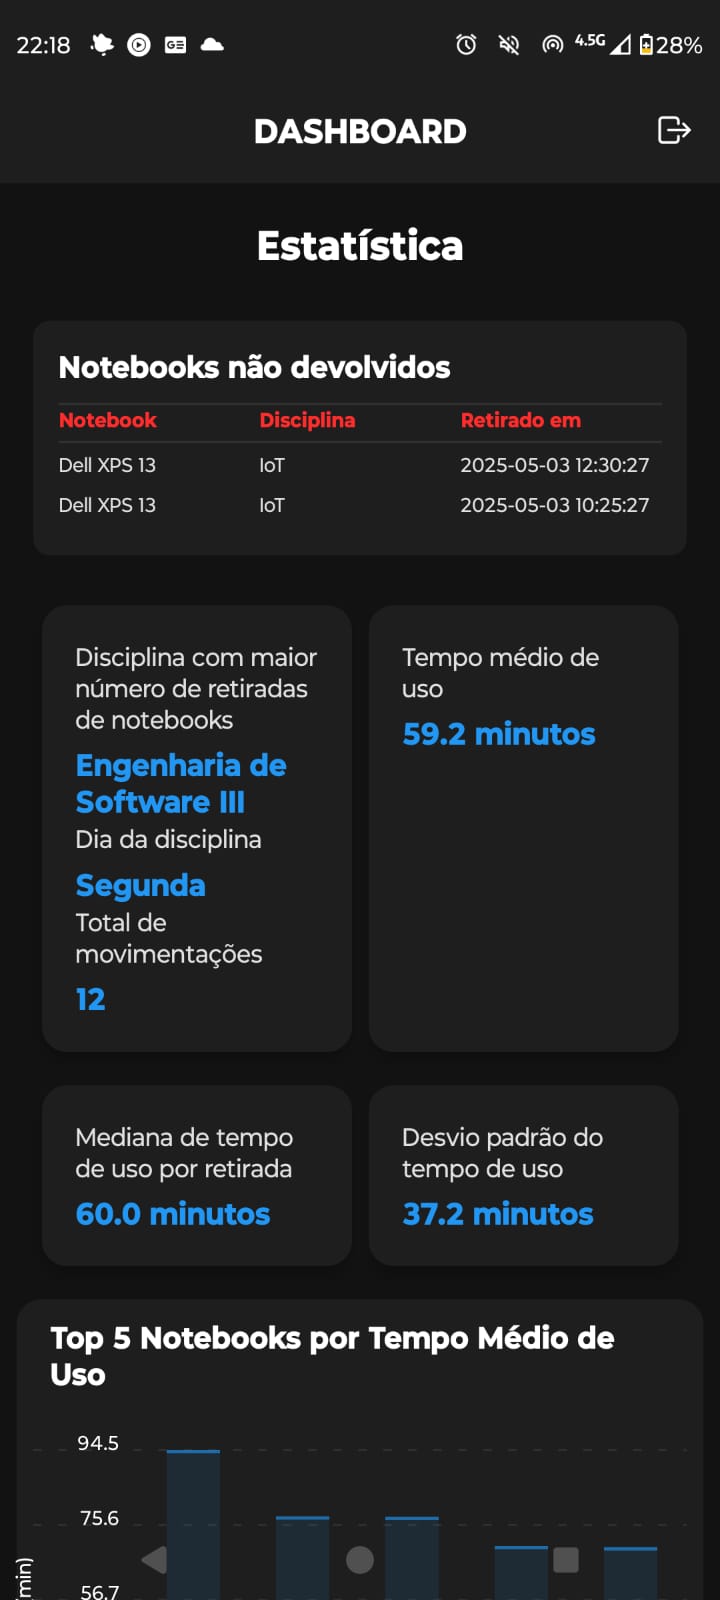 22:18 GE 4.5G 28%
DASHBOARD
Estatística
Notebooks não devolvidos
Notebook Disciplina Retirado em
Dell XPS 13 IoT 2025-05-03 12:30:27
Dell XPS 13 IoT 2025-05-03 10:25:27
Disciplina com maior
número de retiradas
de notebooks
Engenharia de
Software III
Dia da disciplina
Segunda
Total de
movimentações
12
Tempo médio de
uso
59.2 minutos
Mediana de tempo
de uso por retirada
60.0 minutos
Desvio padrão do
tempo de uso
37.2 minutos
Top 5 Notebooks por Tempo Médio de
Uso
94.5
75.6
56.7
(min)